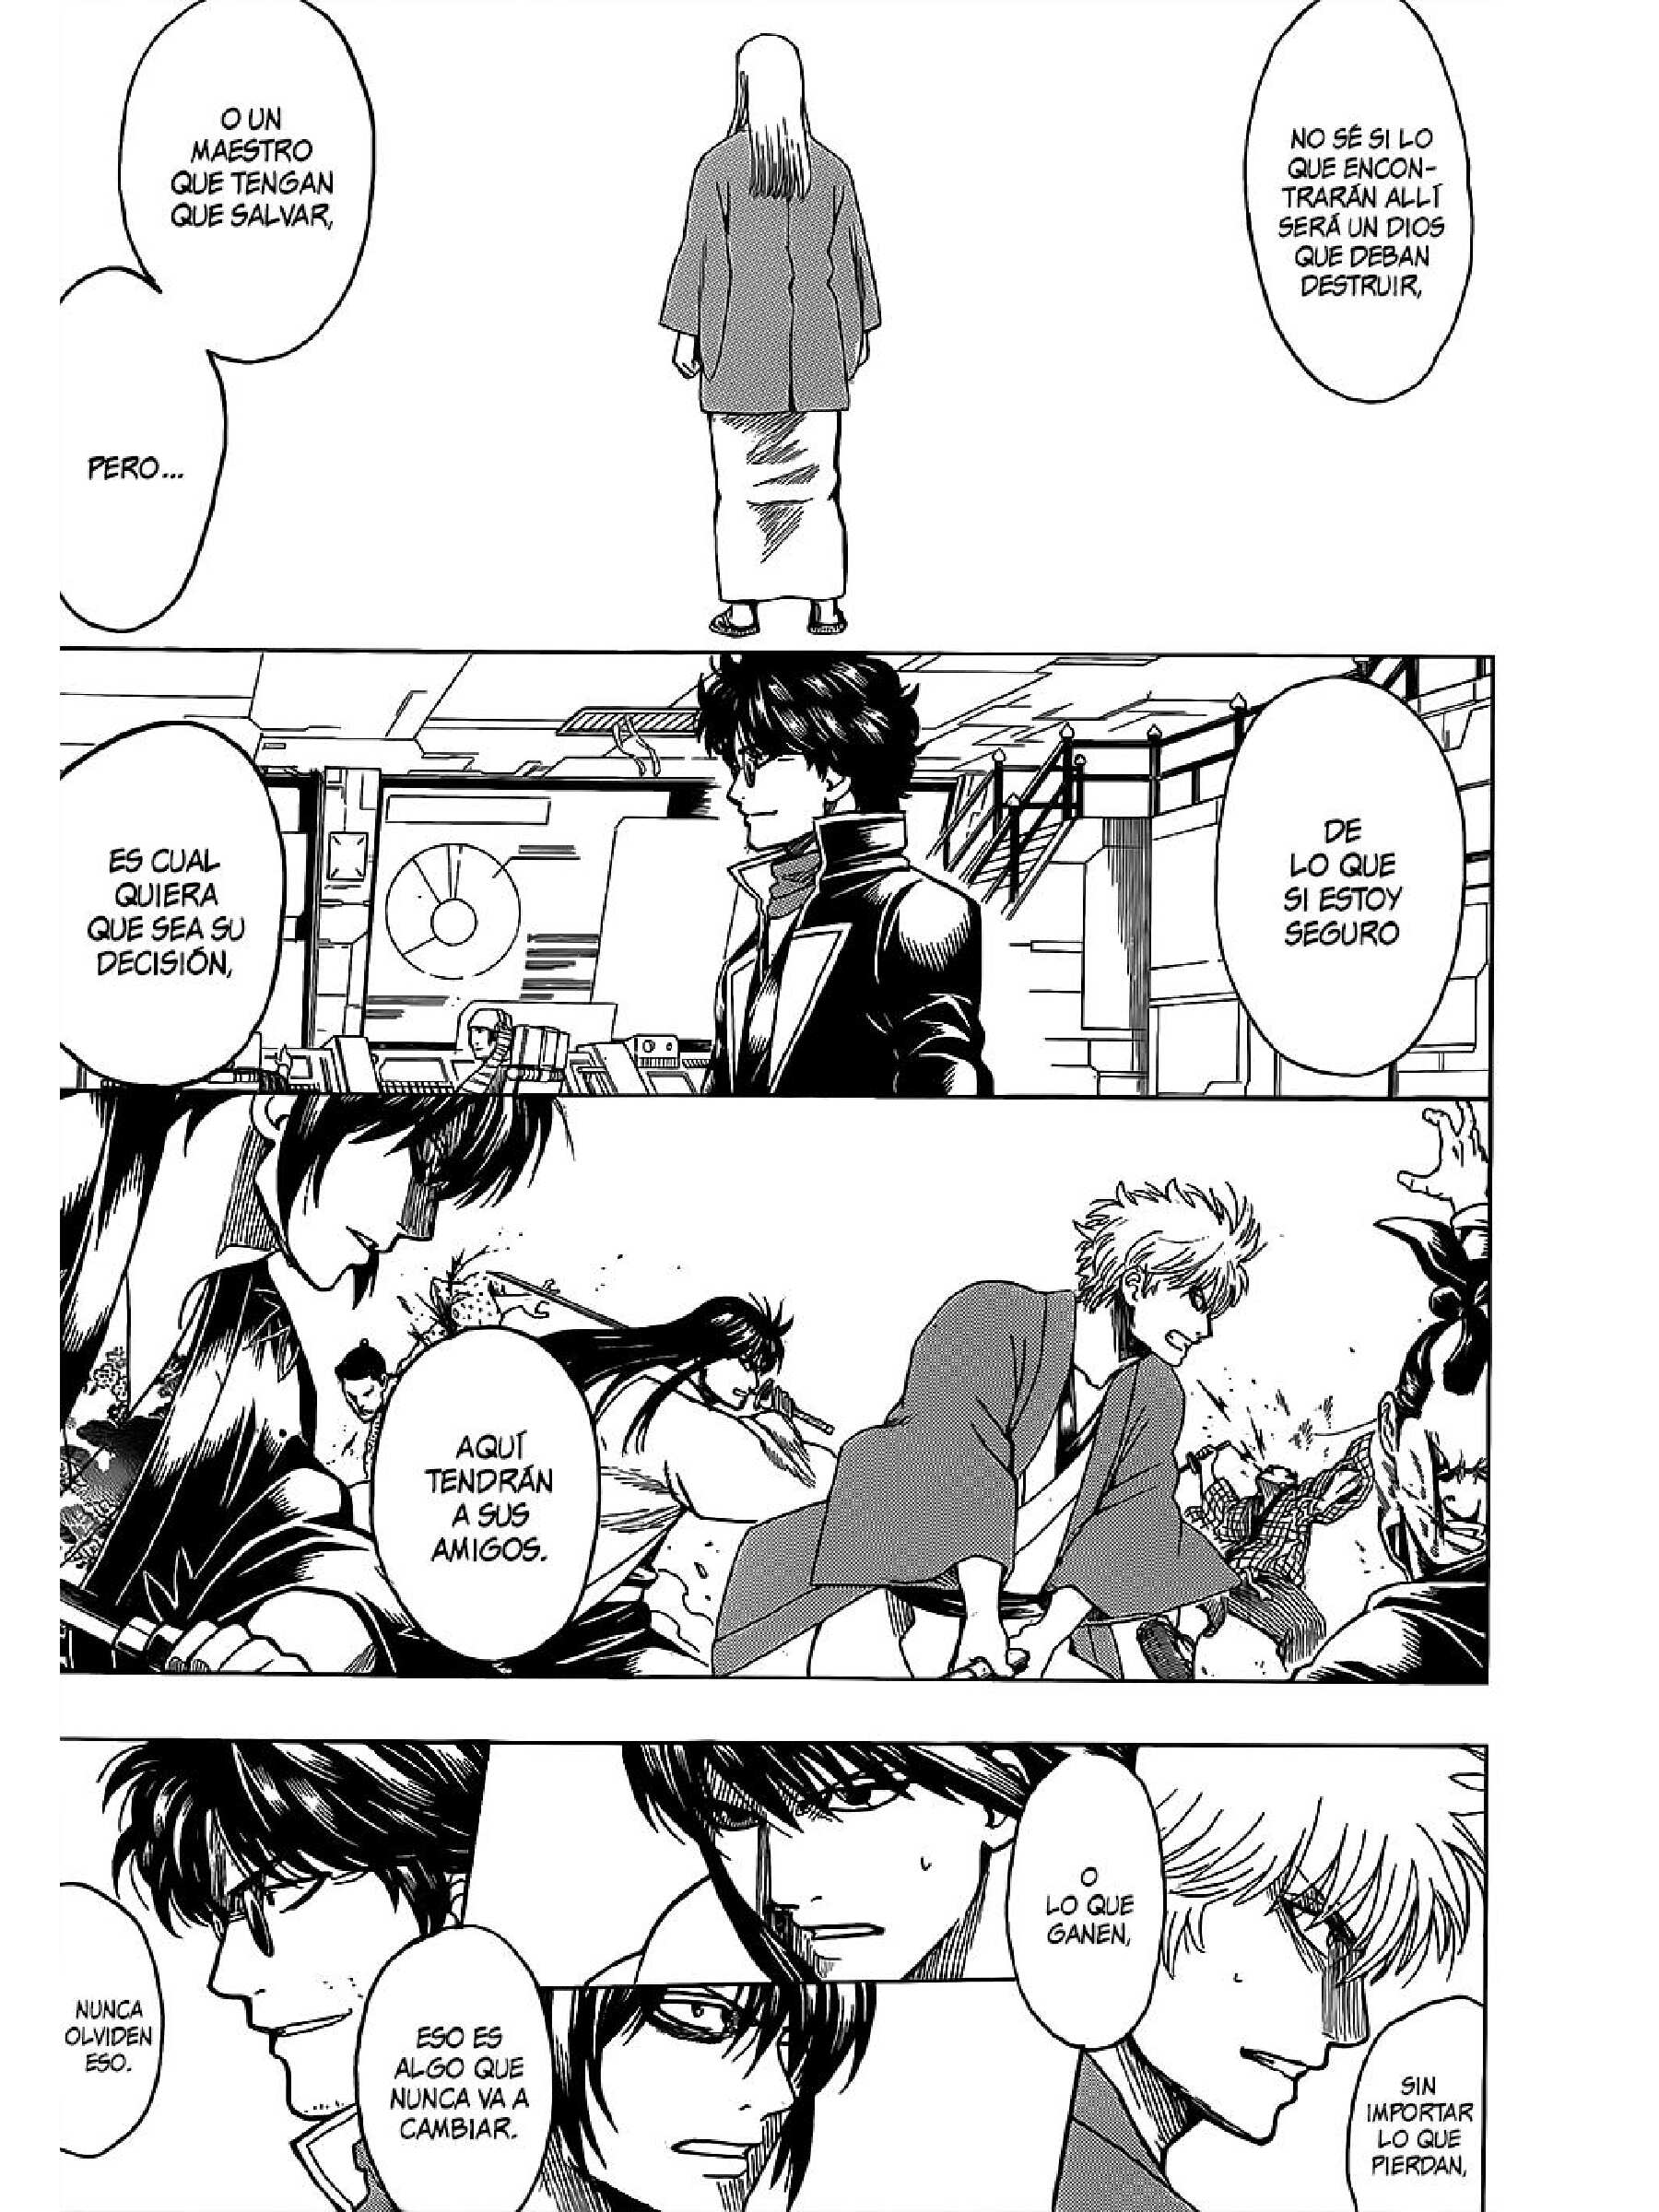 NO SÉ SI LO
QUE ENCON-
TRARÁN ALLÍ
SERÁ UN DIOS
QUE DEBAN
DESTRUIR,
O UN
MAESTRO
QUE TENGAN
QUE SALVAR,
PERO...
DE
LO QUE
SI ESTOY
SEGURO
ES CUAL
QUIERA
QUE SEA SU
DECISIÓN,
AQUÍ
TENDRÁN
A SUS
AMIGOS.
SIN
IMPORTAR
LO QUE
PIERDAN,
O
LO QUE
GANEN,
ESO ES
ALGO QUE
NUNCA VA A
CAMBIAR.
NUNCA
OLVIDEN
ESO.